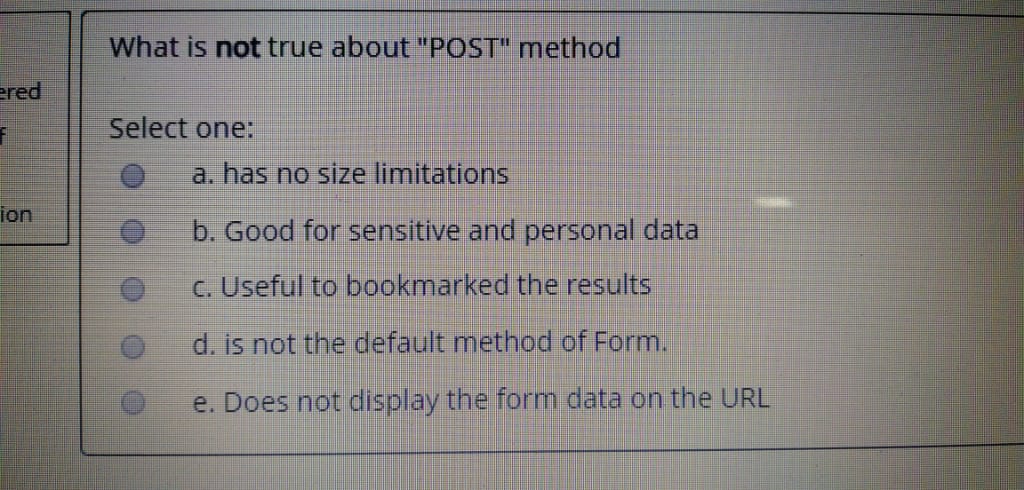 What is not true about "POST" method
ered
Select one:
f
a. has no size limitations
ion
b. Good for sensitive and personal data
c. Useful to bookmarked the results
d. is not the default method of Form.
e. Does not display the form data on the URL